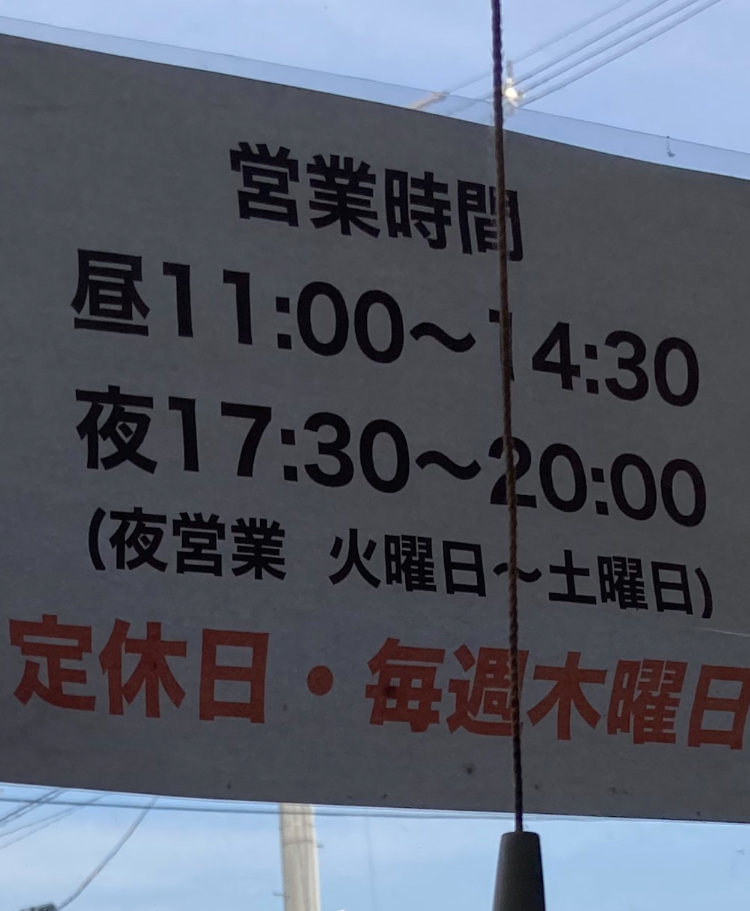 営業時間
昼11:00〜14:30
夜17:30〜20:00
(夜営業 火曜日〜土曜日)
定休日・毎週木曜日